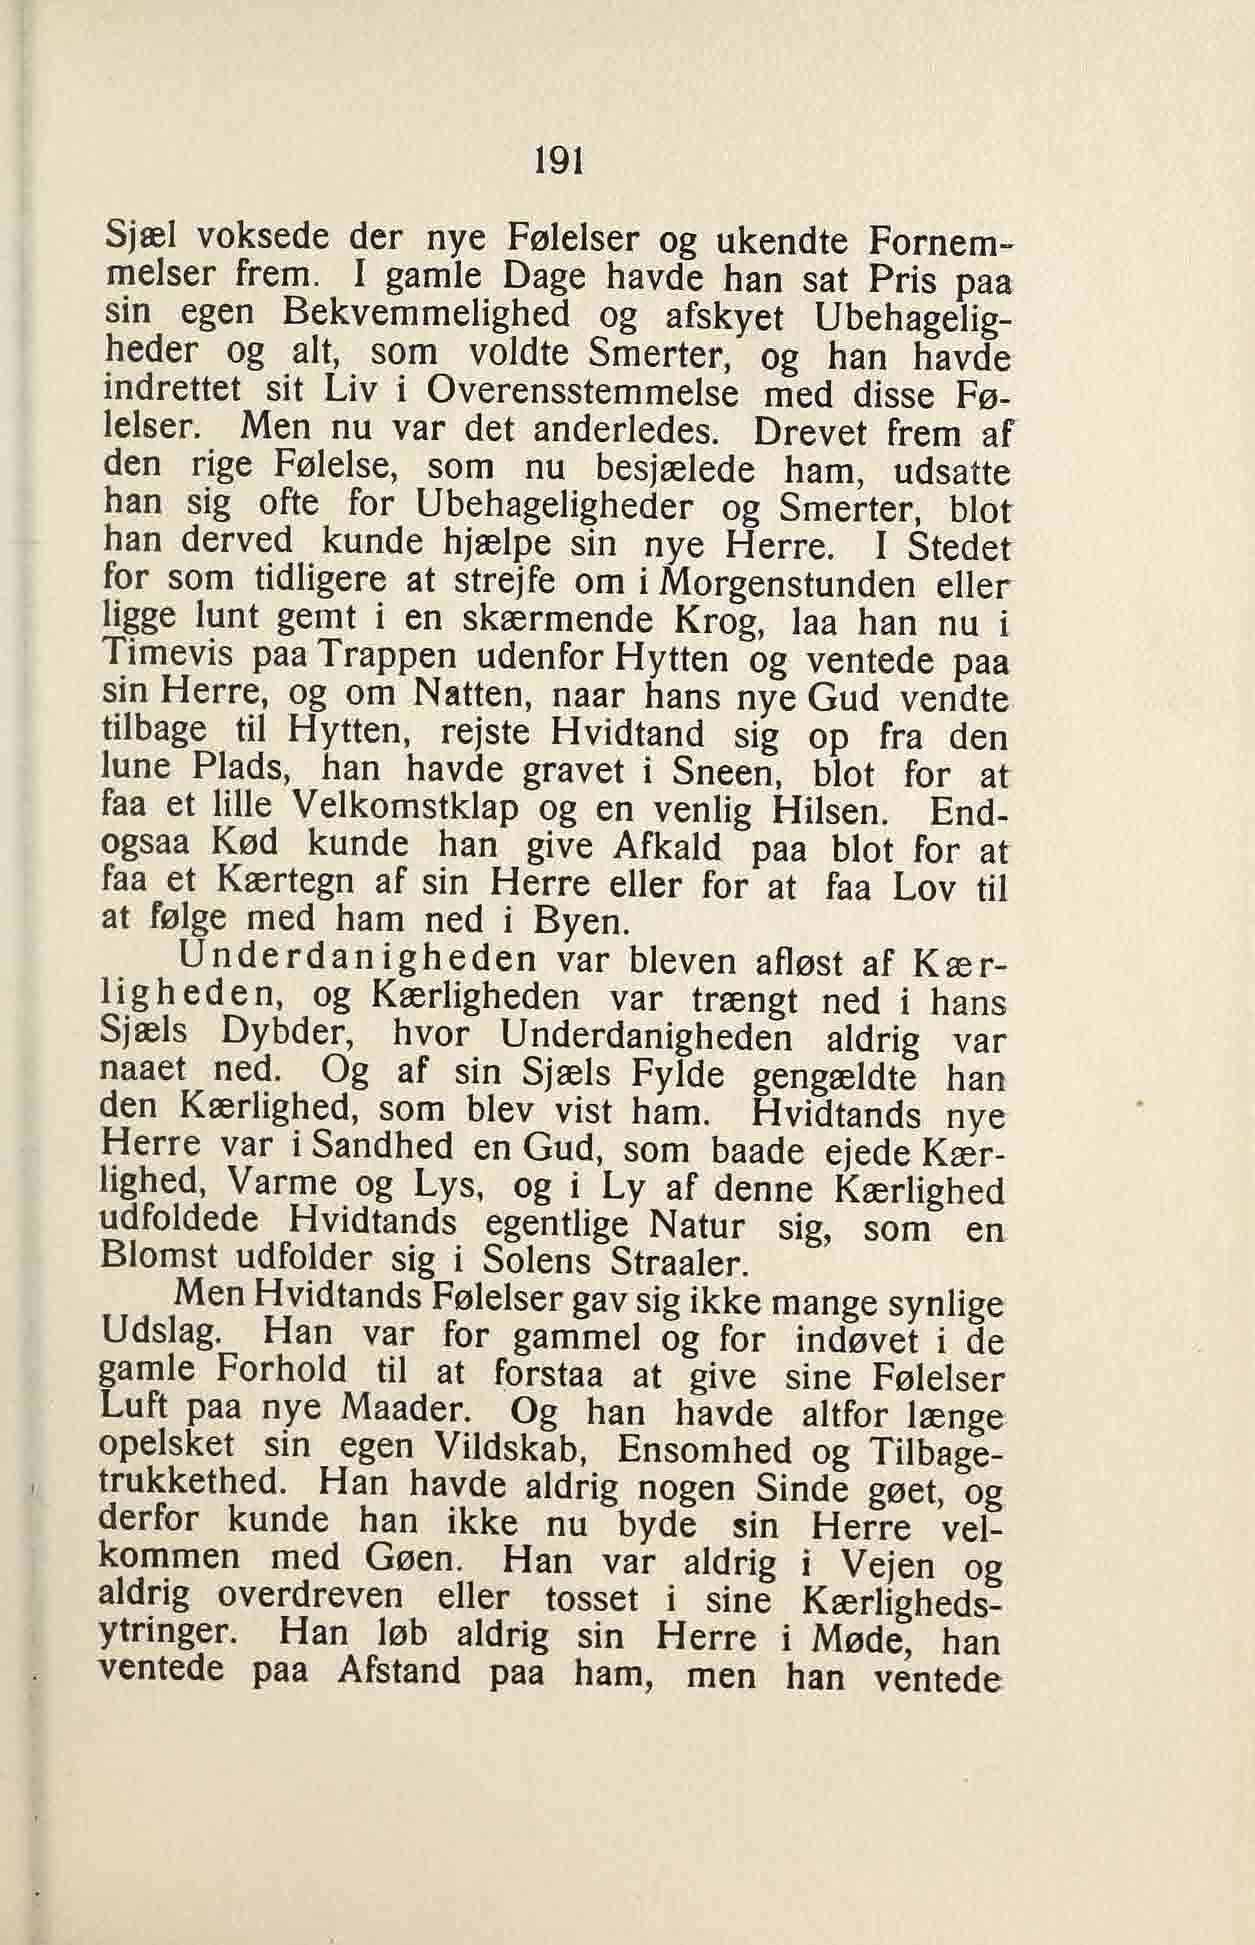 191
Sjæl voksede der nye Følelser og ukendte Fornem-
melser frem. I gamle Dage havde han sat Pris paa
sin egen Bekvemmelighed og afskyet Ubehagelig-
heder og alt, som voldte Smerter, og han havde
indrettet sit Liv i Overensstemmelse med disse Fø-
lelser. Men nu var det anderledes. Drevet frem af
den rige Følelse, som nu besjælede ham, udsatte
han sig ofte for Ubehageligheder og Smerter, blot
han derved kunde hjælpe sin nye Herre. I Stedet
for som tidligere at strejfe om i Morgenstunden eller
ligge lunt gemt i en skærmende Krog, laa han nu i
Timevis paa Trappen udenfor Hytten og ventede paa
sin Herre, og om Natten, naar hans nye Gud vendte
tilbage til Hytten, rejste Hvidtand sig op fra den
lune Plads, han havde gravet i Sneen, blot for at
faa et lille Velkomstklap og en venlig Hilsen. End-
ogsaa Kød kunde han give Afkald paa blot for at
faa et Kærtegn af sin Herre eller for at faa Lov til
at følge med ham ned i Byen.
Underdanigheden var bleven afløst af Kær-
ligheden, og Kærligheden var trængt ned i hans
Sjæls Dybder, hvor Underdanigheden aldrig var
naaet ned. Og af sin Sjæls Fylde gengældte han
den Kærlighed, som blev vist ham. Hvidtands nye
Herre var i Sandhed en Gud, som baade ejede Kær-
lighed, Varme og Lys, og i Ly af denne Kærlighed
udfoldede Hvidtands egentlige Natur sig, som en
Blomst udfolder sig i Solens Straaler.
Men Hvidtands Følelser gav sig ikke mange synlige
Udslag. Han var for gammel og for indøvet i de
gamle Forhold til at forstaa at give sine Følelser
Luft paa nye Maader. Og han havde altfor længe
opelsket sin egen Vildskab, Ensomhed og Tilbage-
trukkethed. Han havde aldrig nogen Sinde gøet, og
derfor kunde han ikke nu byde sin Herre vel-
kommen med Gøen. Han var aldrig i Vejen og
aldrig overdreven eller tosset i sine Kærligheds-
ytringer. Han løb aldrig sin Herre i Møde, han
ventede paa Afstand paa ham, men han ventede